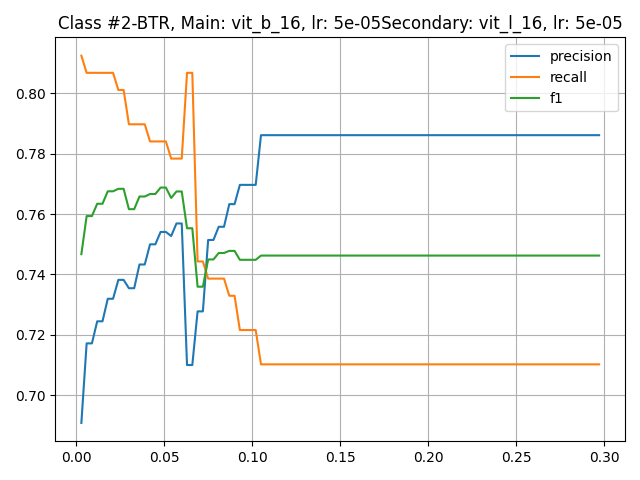 Class #2-BTR, Main: vit_b_16, lr: 5e-05Secondary: vit_l_16, lr: 5e-05
precision
recall
f1
0.80
0.78
0.76
0.74
0.72
0.70
0.00 0.05 0.10 0.15 0.20 0.25 0.30